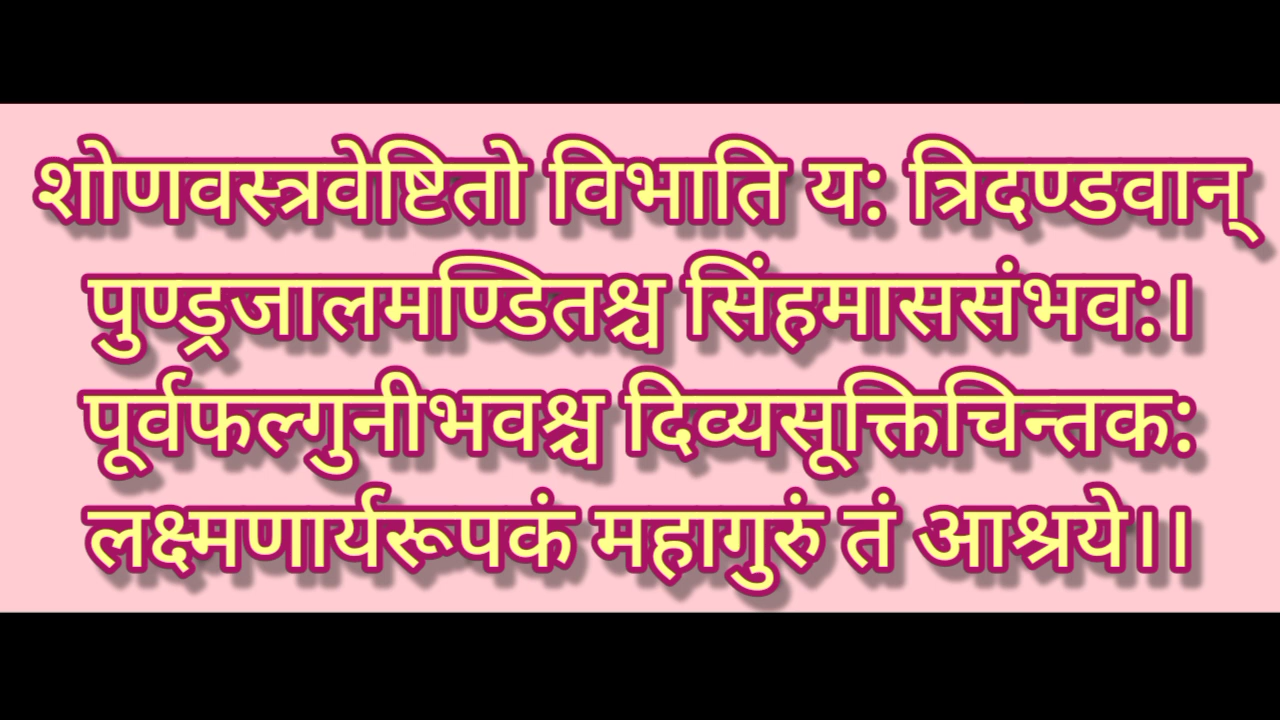 शोणवस्त्रवेष्टितो विभाति य: त्रिदण्डवान्
पुण्ड्रजालमण्डितश्च सिंहमाससंभव:।
पूर्वफल्गुनीभवश्च दिव्यसूक्तिचिन्तक:
लक्ष्मणार्यरूपकं महागुरुं तं आश्रये।।